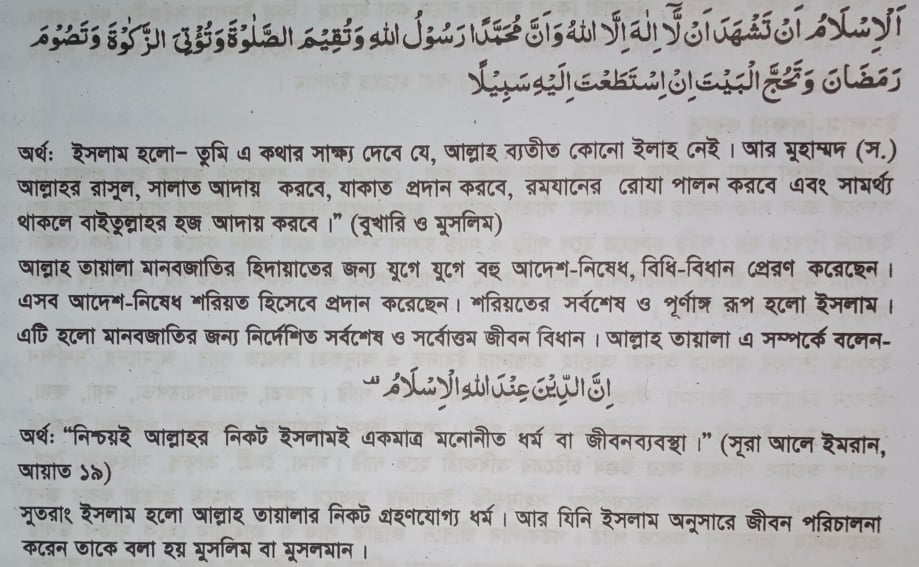 اَلْاِسْلَامُ اَنْ تَشْهَدَ اَنْ لَّا اِلٰهَ اِلَّا اللهُ وَاَنَّ مُحَمَّدًا رَسُوْلُ اللهِ وَتُقِيْمَ الصَّلٰوةَ وَتُؤْتِىَ الزَّكٰوةَ وَتَصُوْمَ
رَمَضَانَ وَتَحُجَّ الْبَيْتَ اِنْ اِسْتَطَعْتَ اِلَيْهِ سَبِيْلًا
অর্থ: ইসলাম হলো- তুমি এ কথার সাক্ষ্য দেবে যে, আল্লাহ ব্যতীত কোনো ইলাহ নেই। আর মুহাম্মদ (স.)
আল্লাহর রাসুল, সালাত আদায় করবে, যাকাত প্রদান করবে, রমযানের রোযা পালন করবে এবং সামর্থ্য
থাকলে বাইতুল্লাহর হজ আদায় করবে।” (বুখারি ও মুসলিম)
আল্লাহ তায়ালা মানবজাতির হিদায়াতের জন্য যুগে যুগে বহু আদেশ-নিষেধ, বিধি-বিধান প্রেরণ করেছেন।
এসব আদেশ-নিষেধ শরিয়ত হিসেবে প্রদান করেছেন। শরিয়তের সর্বশেষ ও পূর্ণাঙ্গ রূপ হলো ইসলাম।
এটি হলো মানবজাতির জন্য নির্দেশিত সর্বশেষ ও সর্বোত্তম জীবন বিধান। আল্লাহ তায়ালা এ সম্পর্কে বলেন-
اِنَّ الدِّيْنَ عِنْدَ اللهِ الْاِسْلَامُ
অর্থ: “নিশ্চয়ই আল্লাহর নিকট ইসলামই একমাত্র মনোনীত ধর্ম বা জীবনব্যবস্থা।” (সূরা আলে ইমরান,
আয়াত ১৯)
সুতরাং ইসলাম হলো আল্লাহ তায়ালার নিকট গ্রহণযোগ্য ধর্ম। আর যিনি ইসলাম অনুসারে জীবন পরিচালনা
করেন তাকে বলা হয় মুসলিম বা মুসলমান।